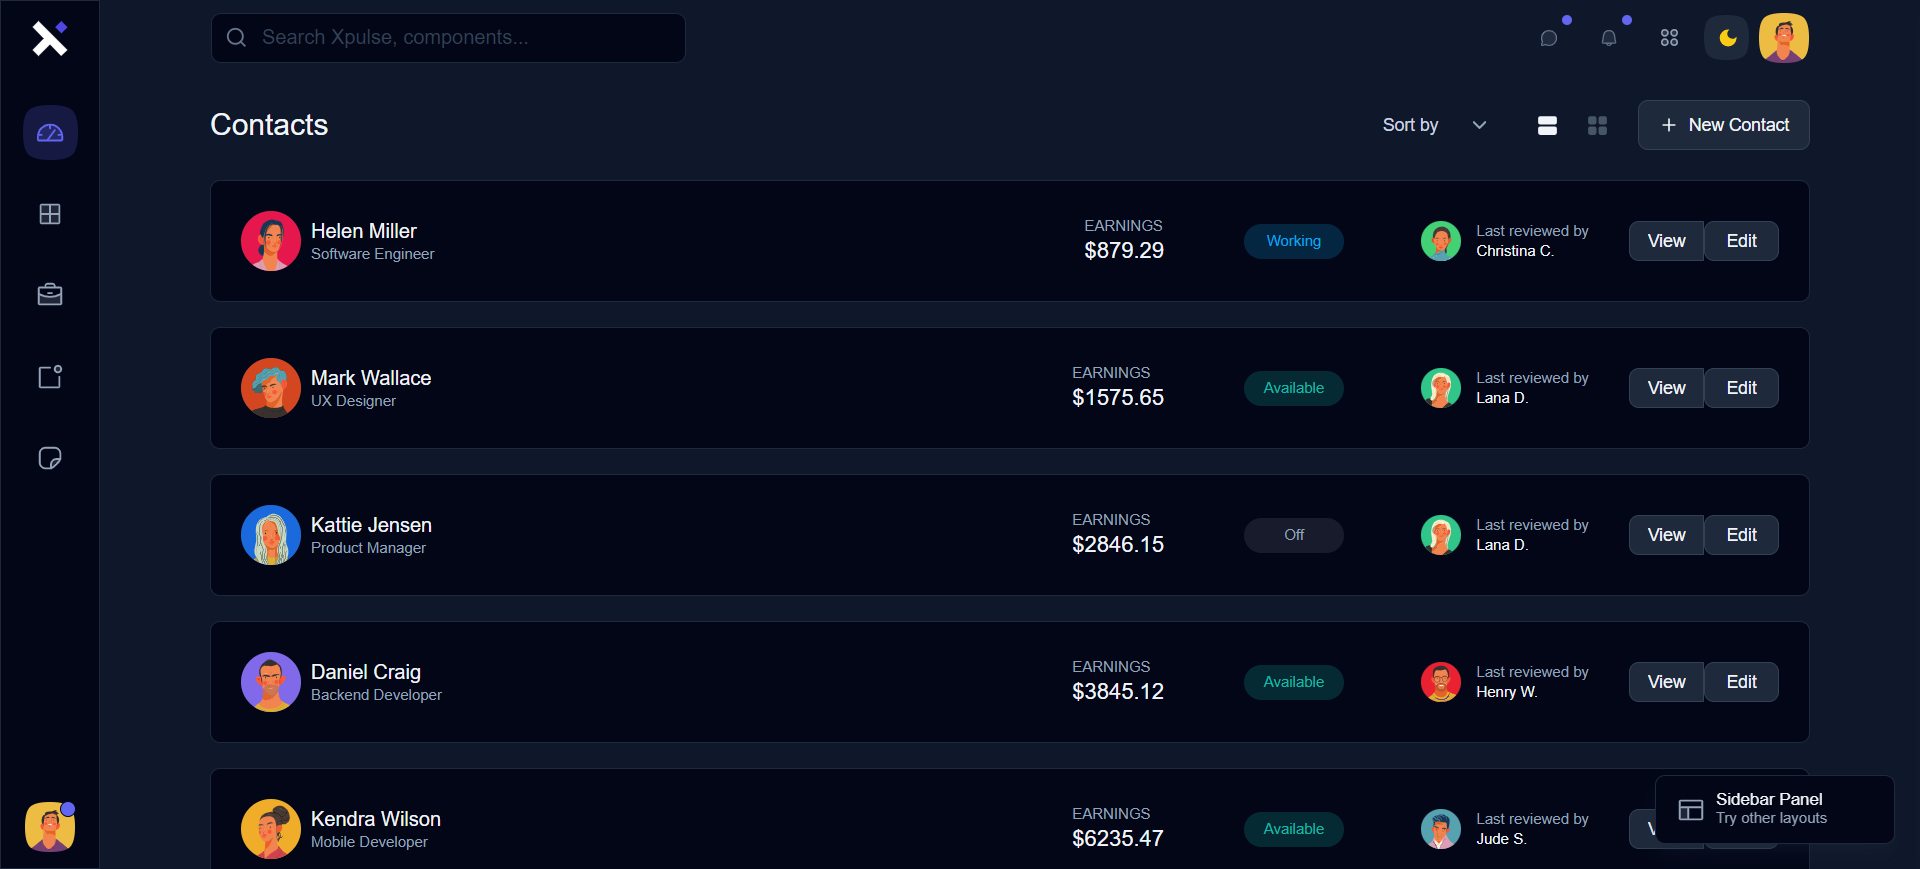 Search Xpulse, components...
Contacts
Sort by
New Contact
Helen Miller
Software Engineer
EARNINGS
$879.29
Working
Last reviewed by
Christina C.
View
Edit
Mark Wallace
UX Designer
EARNINGS
$1575.65
Available
Last reviewed by
Lana D.
View
Edit
Kattie Jensen
Product Manager
EARNINGS
$2846.15
Off
Last reviewed by
Lana D.
View
Edit
Daniel Craig
Backend Developer
EARNINGS
$3845.12
Available
Last reviewed by
Henry W.
View
Edit
Kendra Wilson
Mobile Developer
EARNINGS
$6235.47
Available
Last reviewed by
Jude S.
Sidebar Panel
Try other layouts